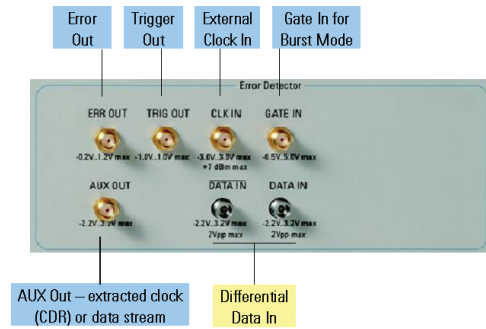 Error Out
Trigger Out
External Clock In
Gate In for Burst Mode
Error Detector
ERR OUT
TRIG OUT
CLK IN
GATE IN
-0.2V..1.2V max
-1.0V..1.0V max
-3.0V..3.0V max
+7 dBm max
-0.5V..5.0V max
AUX OUT
DATA IN
DATA IN
-2.2V..3.2V max
-2.2V..3.2V max
2Vpp max
-2.2V..3.2V max
2Vpp max
AUX Out – extracted clock
(CDR) or data stream
Differential
Data In